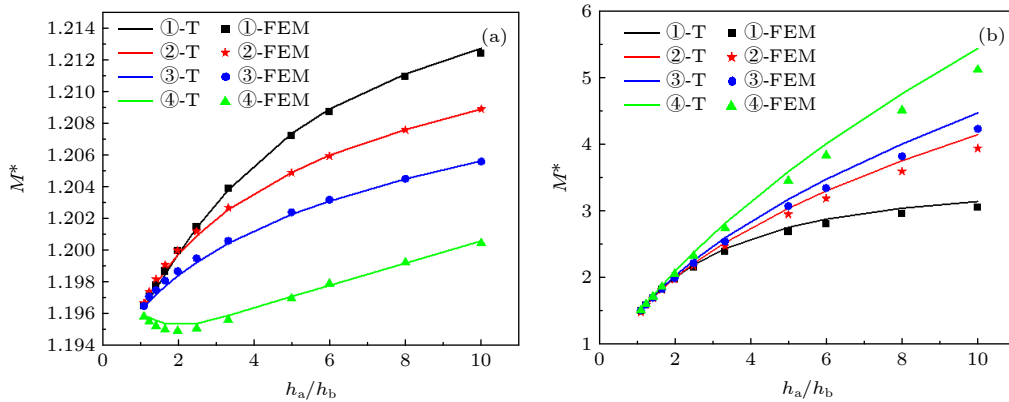 1.214
1.212
1.210
1.208
1.206
1.204
1.202
1.200
1.198
1.196
1.194
M*
①-T ①-FEM
②-T ②-FEM
③-T ③-FEM
④-T ④-FEM
(a)
0 2 4 6 8 10
hₐ/h_b
6
5
4
3
2
1
M*
①-T ①-FEM
②-T ②-FEM
③-T ③-FEM
④-T ④-FEM
(b)
0 2 4 6 8 10
hₐ/h_b